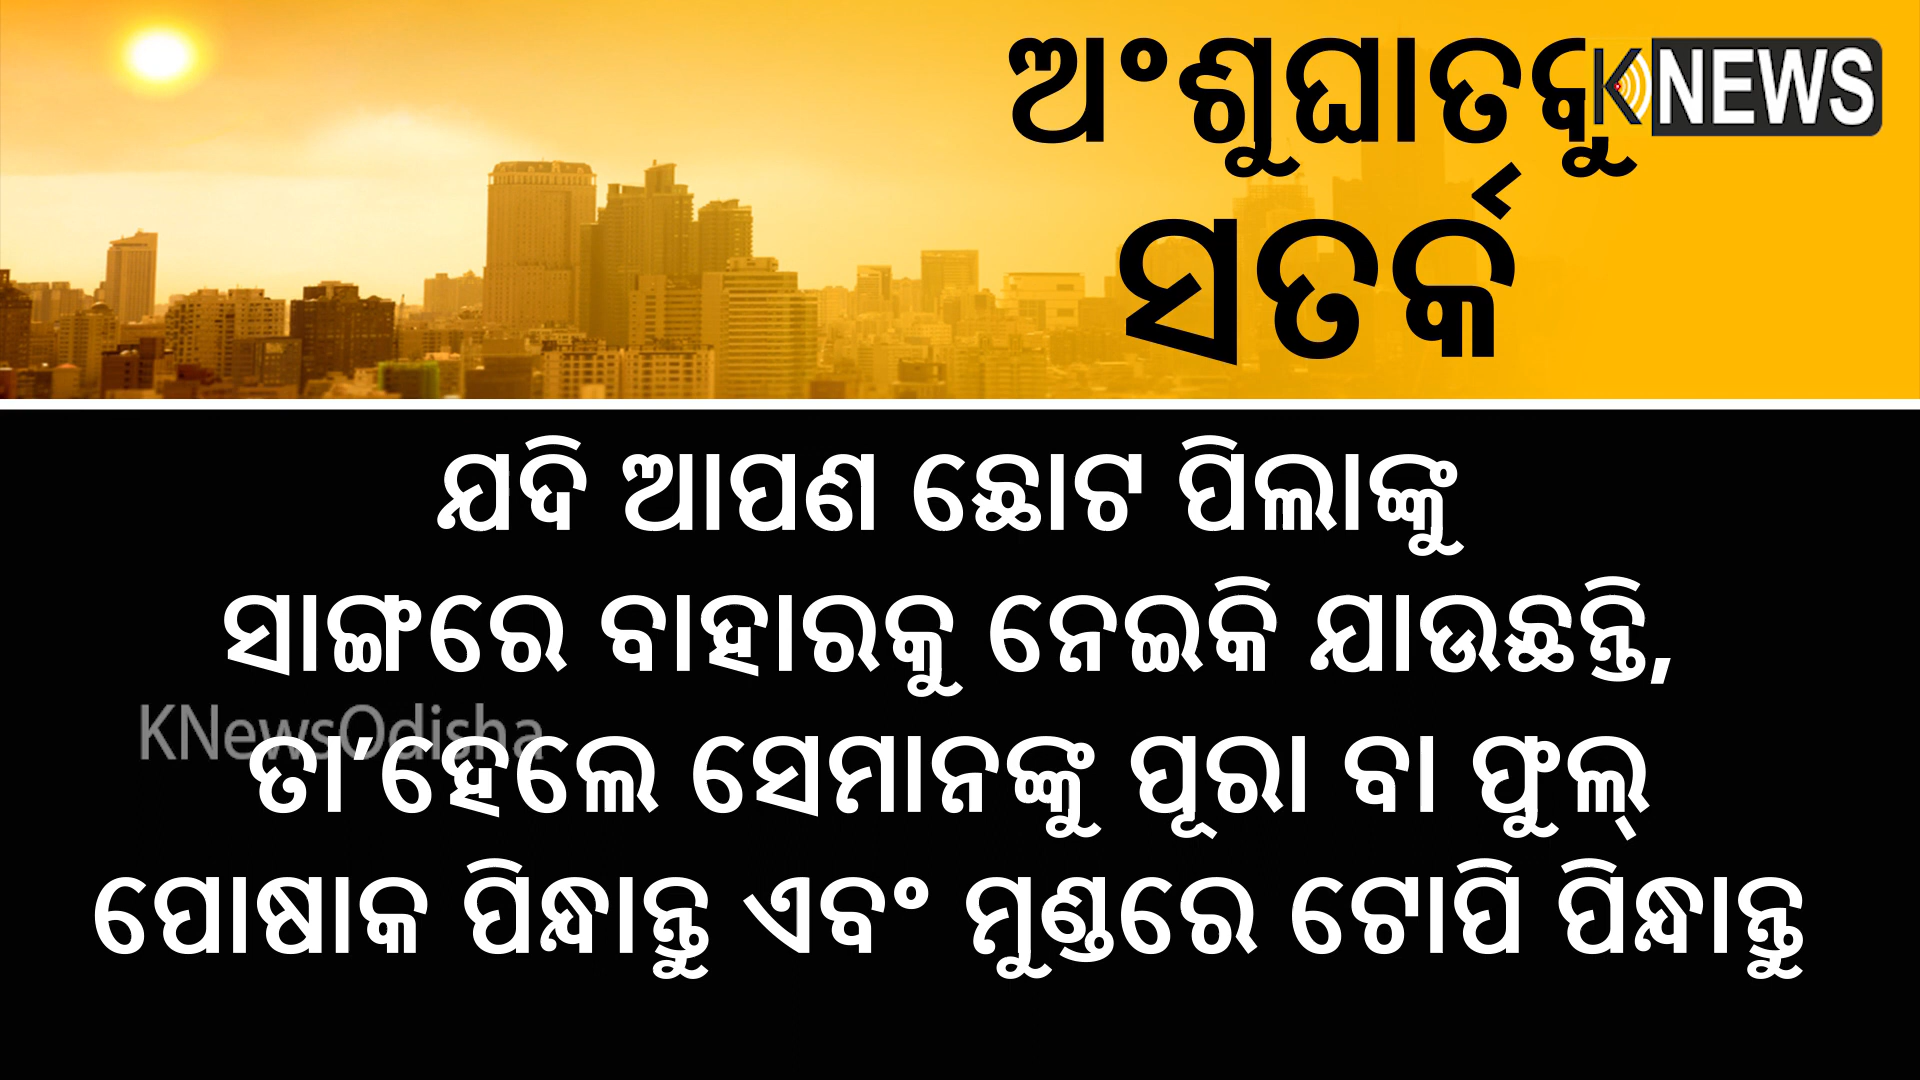 ଅଂଶୁଘାତକୁ
KNEWS
ସତର୍କ
ଯଦି ଆପଣ ଛୋଟ ପିଲାଙ୍କୁ
ସାଙ୍ଗରେ ବାହାରକୁ ନେଇକି ଯାଉଛନ୍ତି,
KNewsOdisha
ତା’ହେଲେ ସେମାନଙ୍କୁ ପୂରା ବା ଫୁଲ୍
ପୋଷାକ ପିନ୍ଧାନ୍ତୁ ଏବଂ ମୁଣ୍ଡରେ ଟୋପି ପିନ୍ଧାନ୍ତୁ